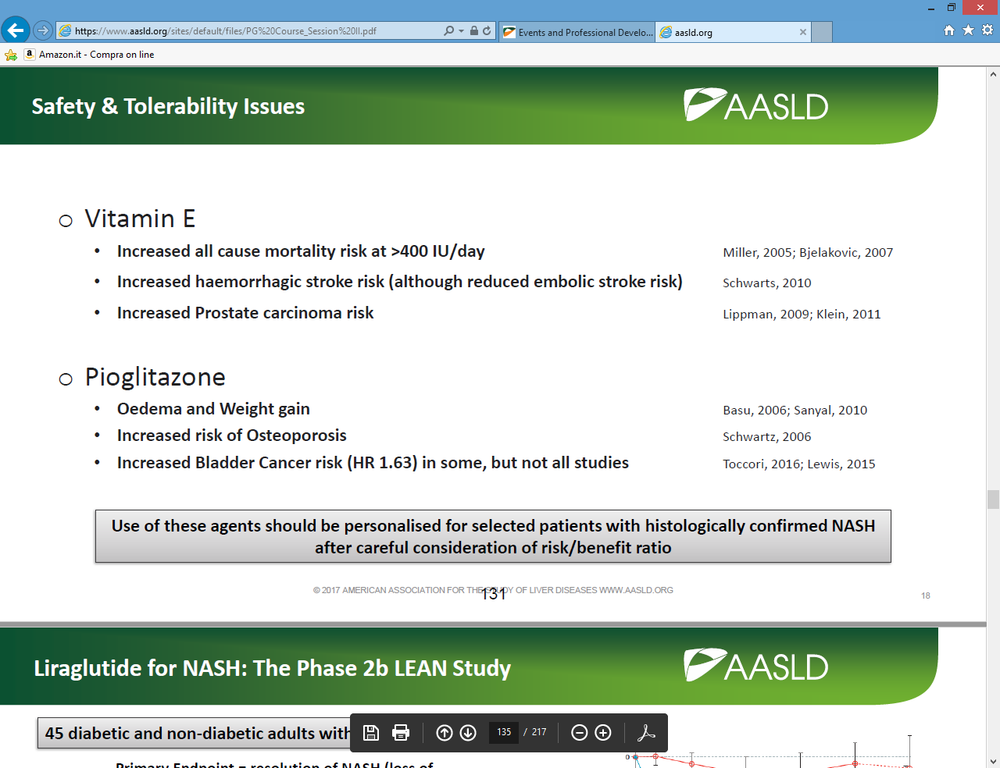 https://www.aasld.org/sites/default/files/PG%20Course_Session%20II.pdf
Events and Professional Develo...
aasld.org
a Amazon.it - Compra on line
Safety & Tolerability Issues
AASLD
Vitamin E
• Increased all cause mortality risk at >400 IU/day Miller, 2005; Bjelakovic, 2007
• Increased haemorrhagic stroke risk (although reduced embolic stroke risk) Schwarts, 2010
• Increased Prostate carcinoma risk Lippman, 2009; Klein, 2011
Pioglitazone
• Oedema and Weight gain Basu, 2006; Sanyal, 2010
• Increased risk of Osteoporosis Schwartz, 2006
• Increased Bladder Cancer risk (HR 1.63) in some, but not all studies Toccori, 2016; Lewis, 2015
Use of these agents should be personalised for selected patients with histologically confirmed NASH
after careful consideration of risk/benefit ratio
© 2017 AMERICAN ASSOCIATION FOR THE STUDY OF LIVER DISEASES WWW.AASLD.ORG
131
18
Liraglutide for NASH: The Phase 2b LEAN Study
AASLD
45 diabetic and non-diabetic adults with
135 / 217
0
Primary Endpoint = resolution of NASH (loss of